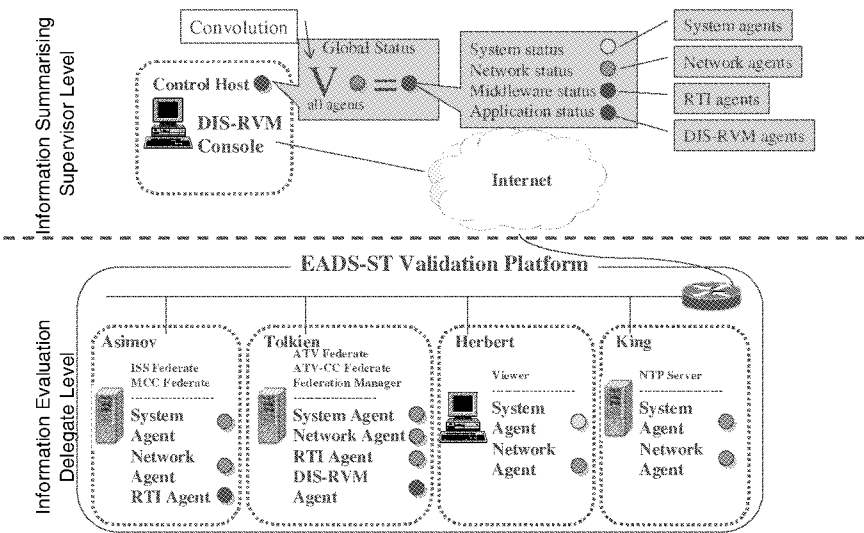 Information Summarising
Supervisor Level
Convolution
Global Status
V
all agents
=
Control Host
DIS-RVM
Console
System status
Network status
Middleware status
Application status
System agents
Network agents
RTI agents
DIS-RVM agents
Internet
Information Evaluation
Delegate Level
EADS-ST Validation Platform
Asimov
ISS Federate
MCC Federate
System
Agent
Network
Agent
RTI Agent
Tolkien
ATV Federate
ATV-CC Federate
Federation Manager
System Agent
Network Agent
RTI Agent
DIS-RVM
Agent
Herbert
Viewer
System
Agent
Network
Agent
King
NTP Server
System
Agent
Network
Agent